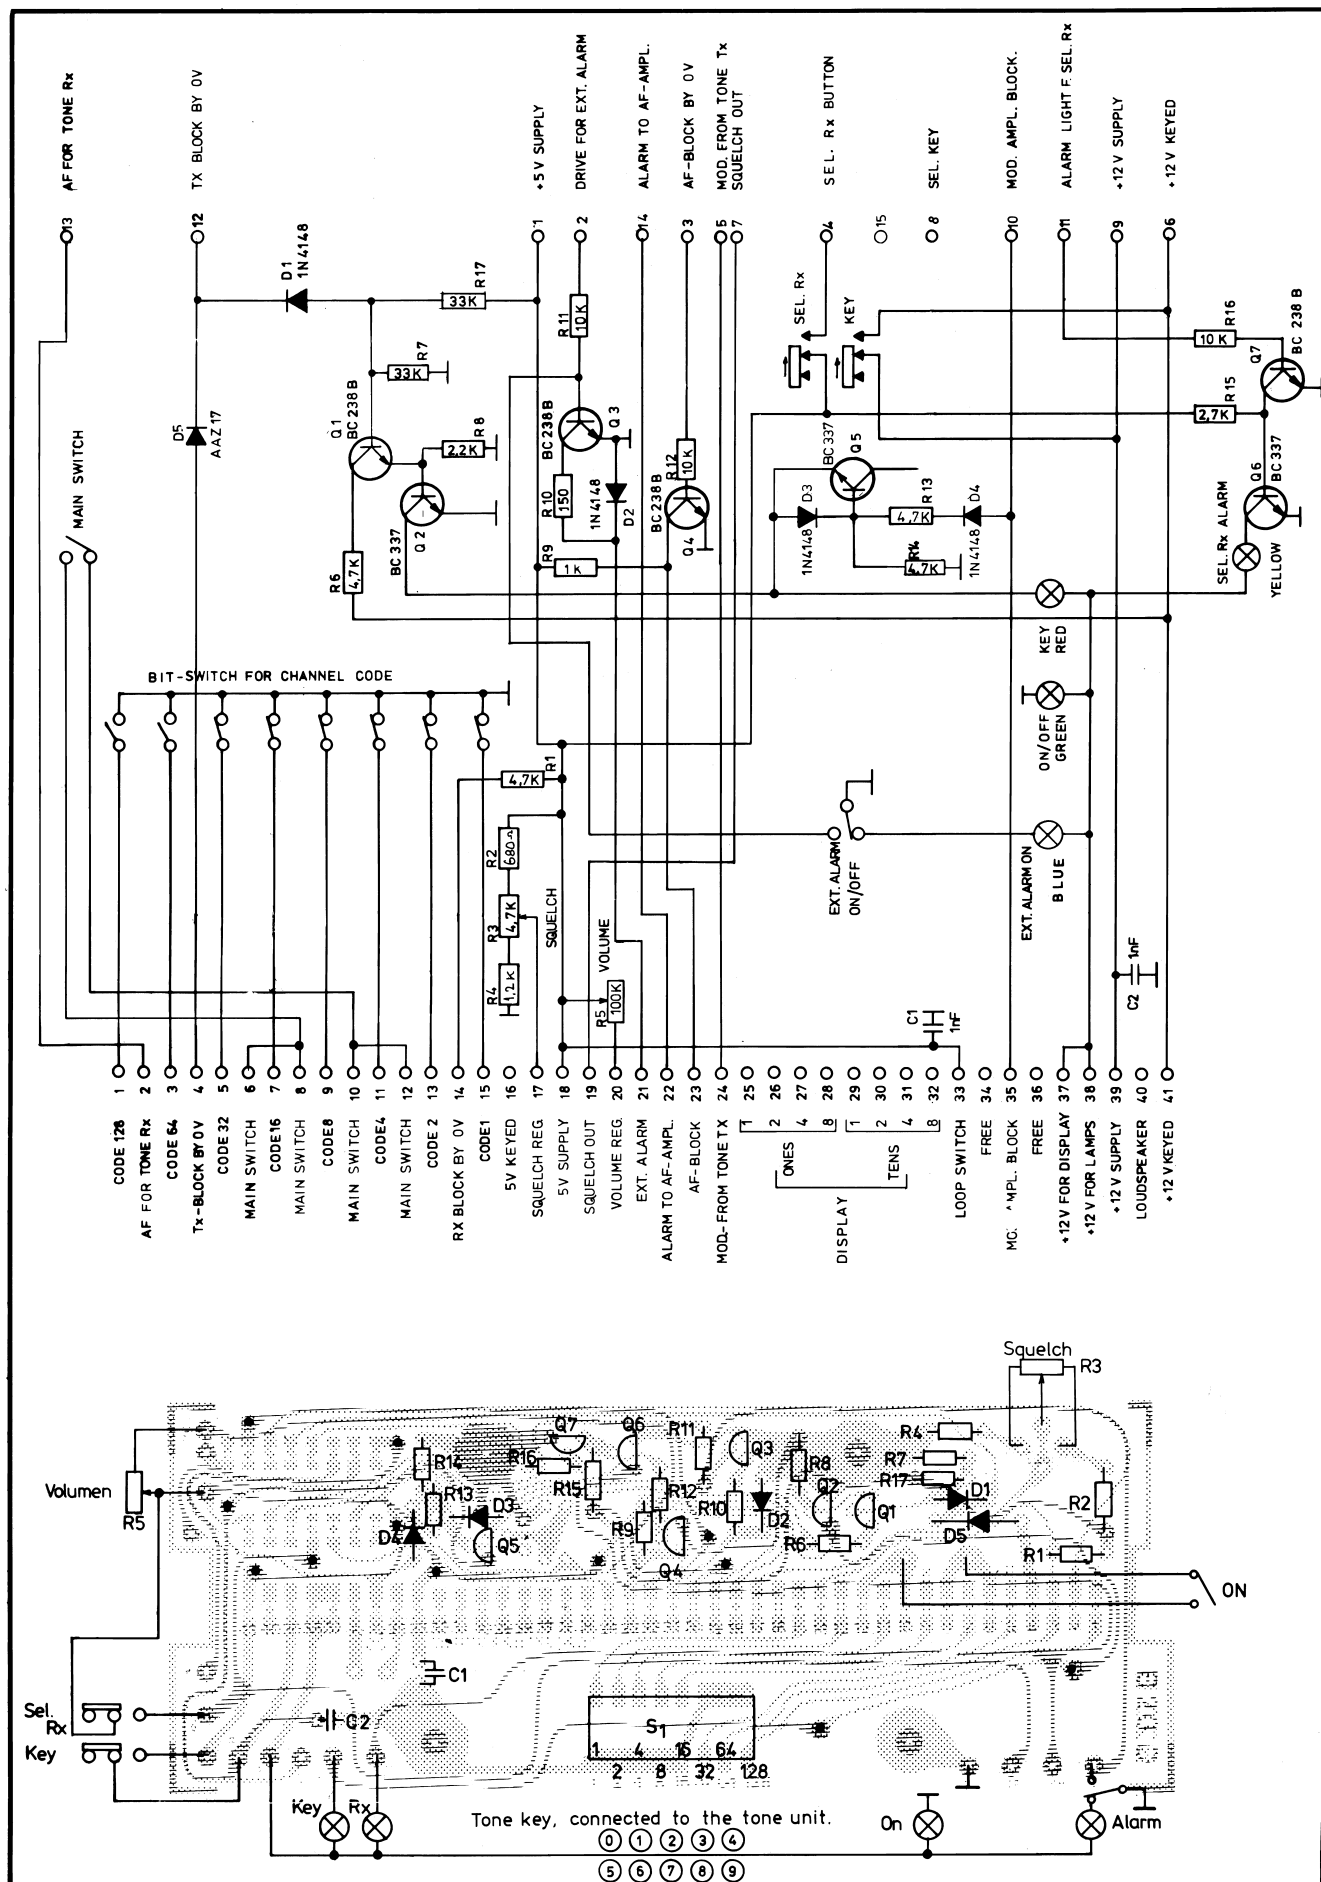 AF FOR TONE Rx
TX BLOCK BY 0V
+5V SUPPLY
DRIVE FOR EXT. ALARM
ALARM TO AF-AMPL.
AF-BLOCK BY 0V
MOD. FROM TONE Tx
SQUELCH OUT
SEL. Rx BUTTON
SEL. KEY
MOD. AMPL. BLOCK.
ALARM LIGHT F. SEL. Rx
+12V SUPPLY
+12V KEYED
13
12
1
2
14
3
5
7
4
15
8
10
11
9
6
MAIN SWITCH
D1
1N4148
33K
R17
R11
10K
33K
R7
D5
AAZ 17
Q1
BC 238 B
2,2K
R8
R6
4,7K
BC 337
Q2
BC 238 B
Q3
R10
150
1N4148
D2
R9
1K
BC 238 B
R12
10K
Q4
SEL. Rx
KEY
BC 337
Q5
D3
1N4148
4,7K
R13
R14
4,7K
D4
1N4148
10K
R16
2,7K
R15
Q7
BC 238 B
Q6
BC 337
SEL. Rx ALARM
YELLOW
KEY
RED
ON/OFF
GREEN
EXT. ALARM
ON/OFF
EXT. ALARM ON
BLUE
BIT-SWITCH FOR CHANNEL CODE
4,7K
R1
R2
680Ω
R3
4,7K
SQUELCH
R4
1,2K
VOLUME
R5
100K
C1
1nF
C2
1nF
1
2
3
4
5
6
7
8
9
10
11
12
13
14
15
16
17
18
19
20
21
22
23
24
25
26
27
28
29
30
31
32
33
34
35
36
37
38
39
40
41
CODE 128
AF FOR TONE Rx
CODE 64
Tx-BLOCK BY 0V
CODE 32
MAIN SWITCH
CODE16
MAIN SWITCH
CODE8
MAIN SWITCH
CODE4
MAIN SWITCH
CODE 2
RX BLOCK BY 0V
CODE1
5V KEYED
SQUELCH REG.
5V SUPPLY
SQUELCH OUT
VOLUME REG.
EXT. ALARM
ALARM TO AF-AMPL.
AF-BLOCK
MOD.-FROM TONE TX
1
2
4
8
ONES
1
2
4
8
TENS
DISPLAY
LOOP SWITCH
FREE
MPL. BLOCK
FREE
+12V FOR DISPLAY
+12V FOR LAMPS
+12V SUPPLY
LOUDSPEAKER
+12V KEYED
Squelch
R3
Volumen
R5
R14
R13
D4
D3
Q5
Q7
R16
R15
Q6
R9
R12
Q4
R11
R10
Q3
D2
R8
Q2
R6
Q1
R4
R7
R17
D1
D5
R2
R1
ON
C1
C2
Sel.
Rx
Key
S1
1 4 16 64
2 8 32 128
Key Rx
Tone key, connected to the tone unit.
0 1 2 3 4
5 6 7 8 9
On
Alarm